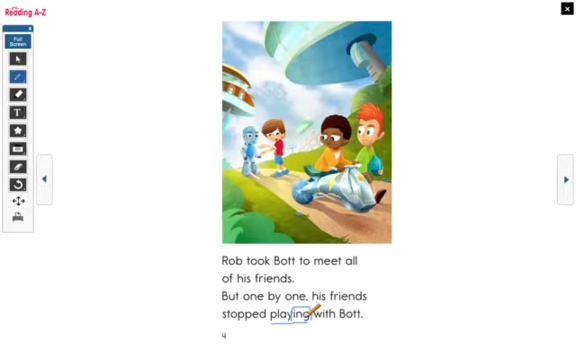 Reading A-Z
Full
Screen
T
Rob took Bott to meet all
of his friends.
But one by one, his friends
stopped playing with Bott.
4